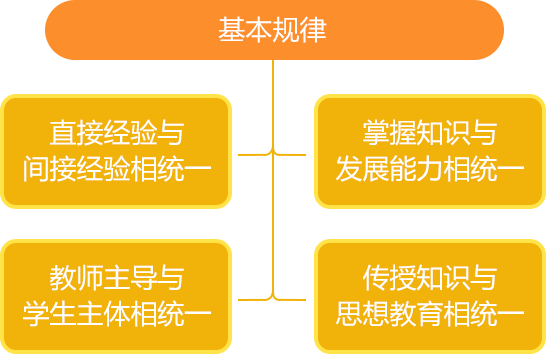 基本规律
直接经验与
间接经验相统一
掌握知识与
发展能力相统一
教师主导与
学生主体相统一
传授知识与
思想教育相统一